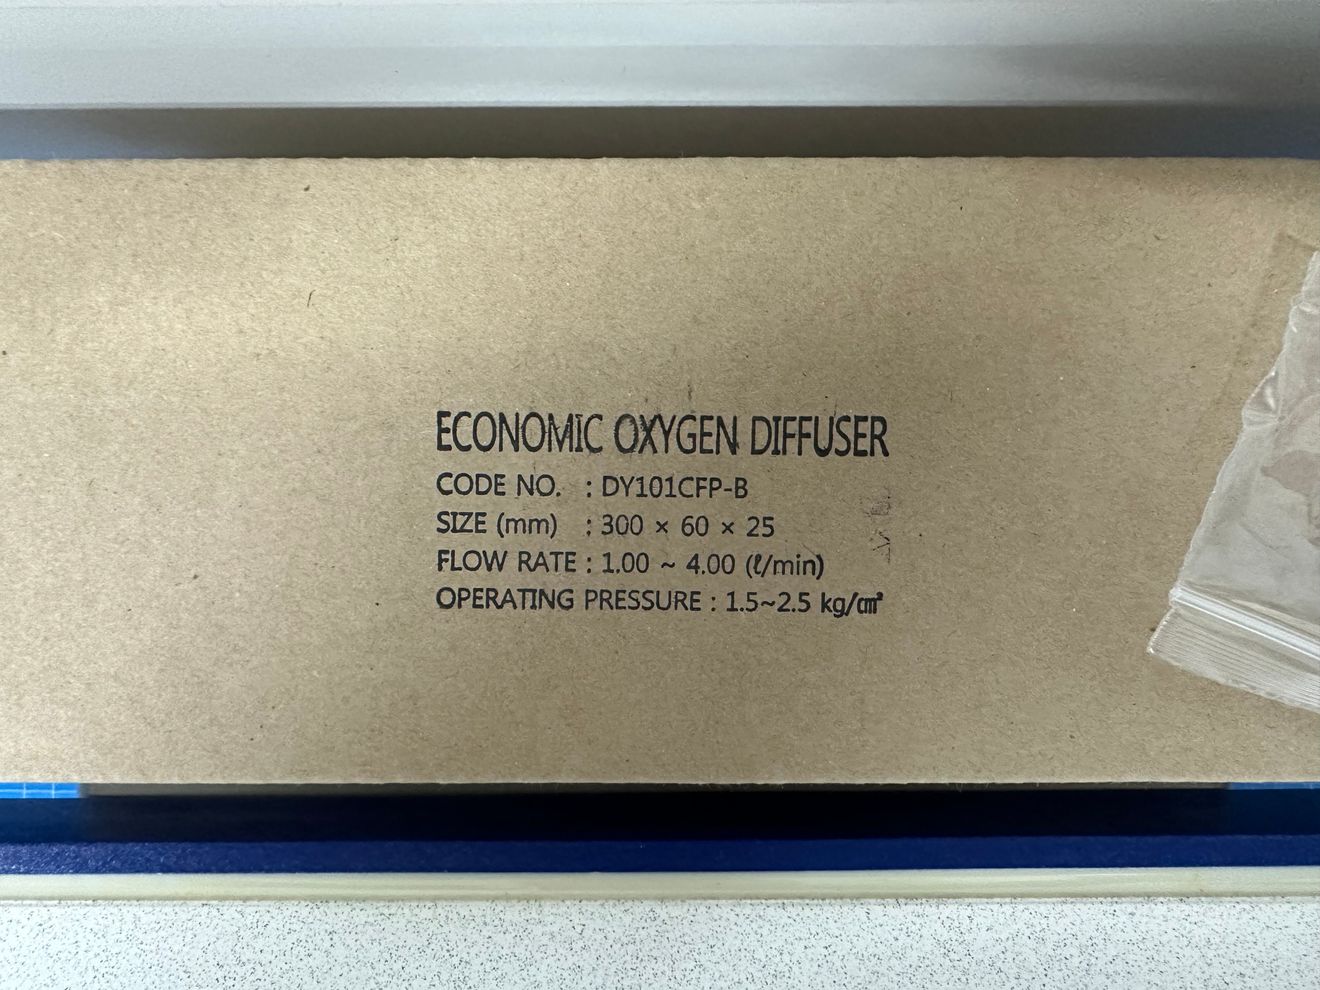 ECONOMIC OXYGEN DIFFUSER
CODE NO. : DY101CFP-B
SIZE (mm) : 300 × 60 × 25
FLOW RATE : 1.00 ~ 4.00 (ℓ/min)
OPERATING PRESSURE : 1.5~2.5 kg/㎠